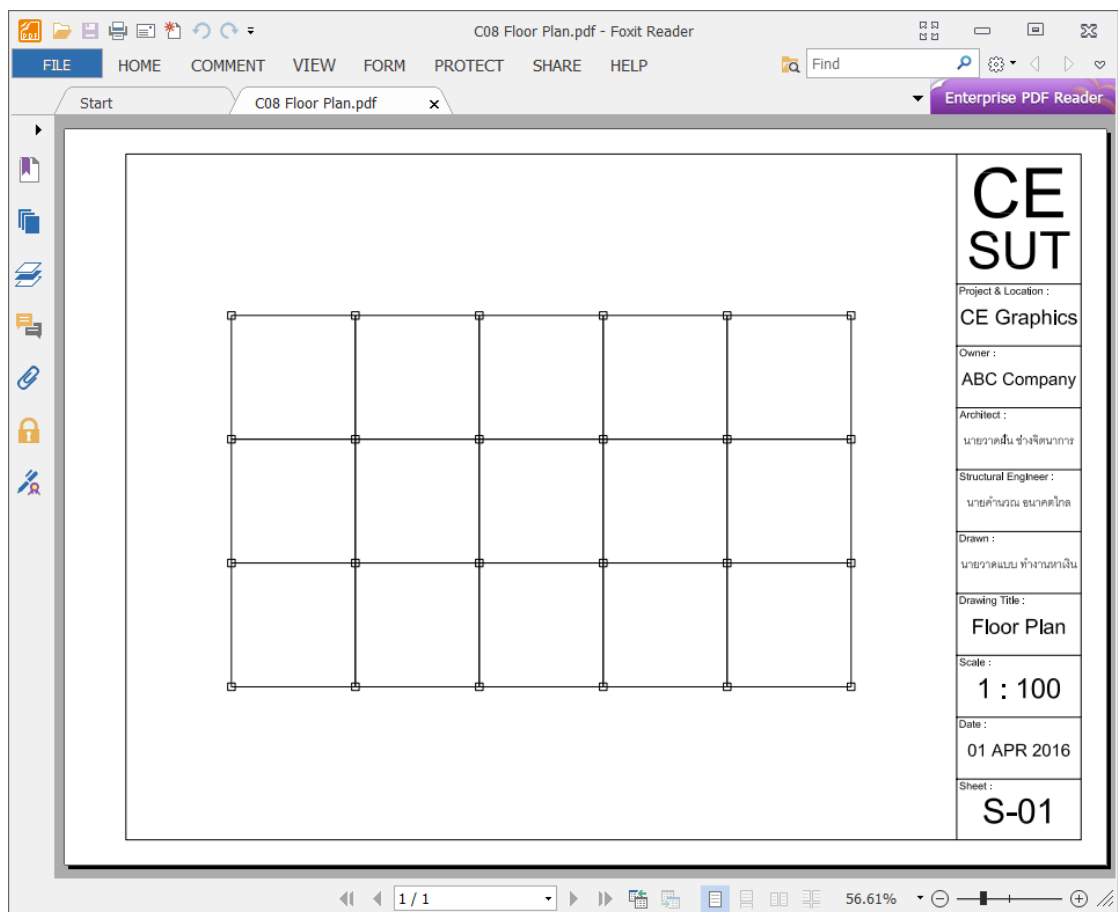 C08 Floor Plan.pdf - Foxit Reader
FILE HOME COMMENT VIEW FORM PROTECT SHARE HELP Find
Start C08 Floor Plan.pdf x Enterprise PDF Reader
CE
SUT
Project & Location :
CE Graphics
Owner :
ABC Company
Architect :
นายวาดฝัน ช่างจิตนาการ
Structural Engineer :
นายคำนวณ อนาคตไกล
Drawn :
นายวาดแบบ ทำงานหาเงิน
Drawing Title :
Floor Plan
Scale :
1 : 100
Date :
01 APR 2016
Sheet :
S-01
1 / 1 56.61%